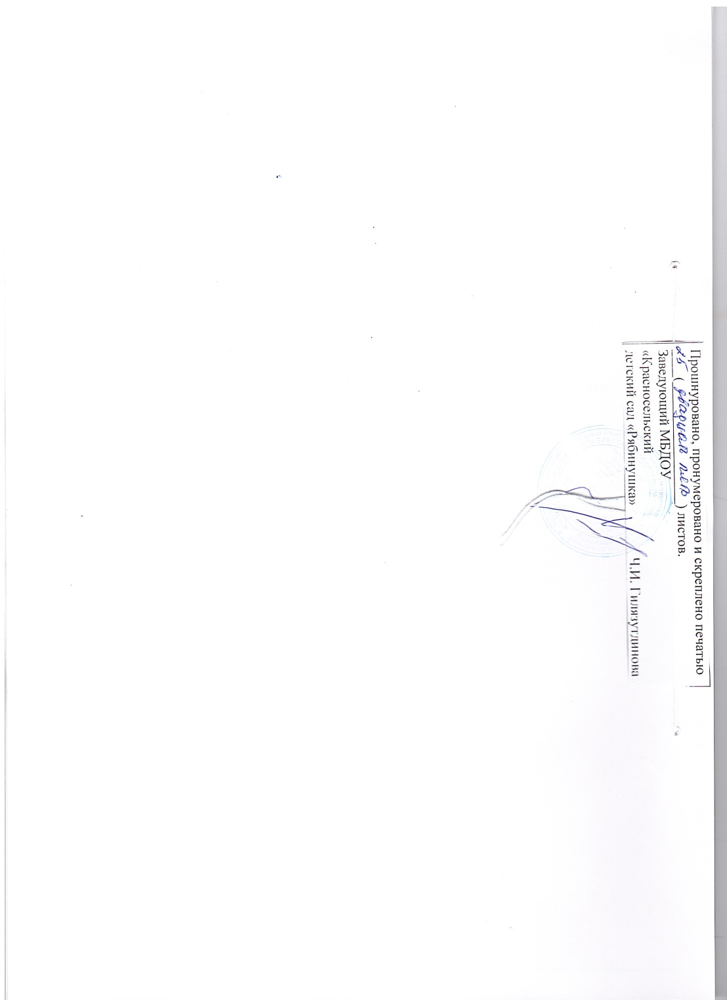 Прошнуровано, пронумеровано и скреплено печатью
25 ( двадцать пять ) листов.
Заведующий МБДОУ
«Красносельский
детский сад «Рябинушка» Ч.И. Гилязутдинова